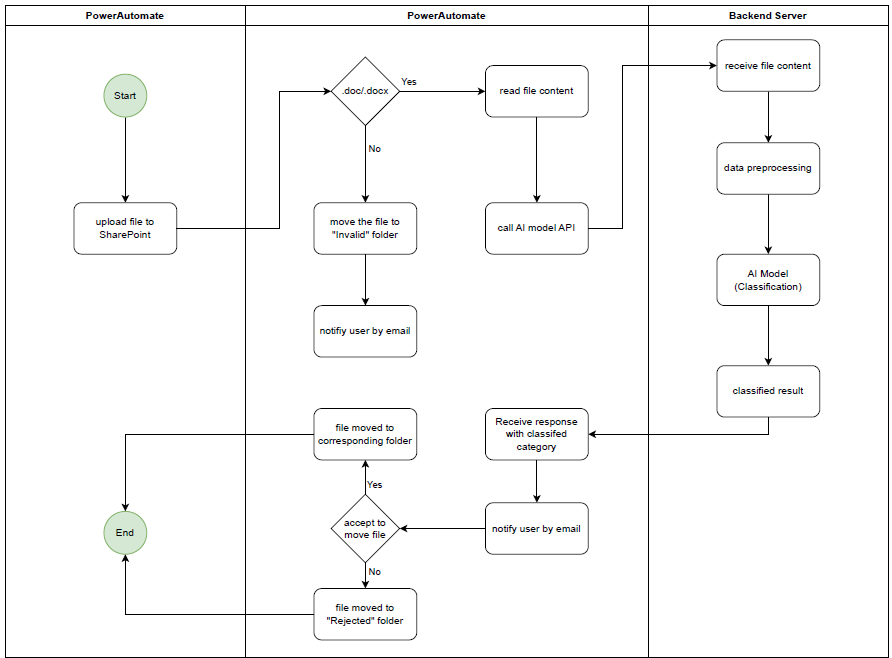 PowerAutomate
PowerAutomate
Backend Server
Start
upload file to
SharePoint
.doc/.docx
Yes
No
read file content
move the file to
"Invalid" folder
call AI model API
notifiy user by email
receive file content
data preprocessing
AI Model
(Classification)
classified result
Receive response
with classifed
category
notify user by email
accept to
move file
Yes
No
file moved to
corresponding folder
file moved to
"Rejected" folder
End